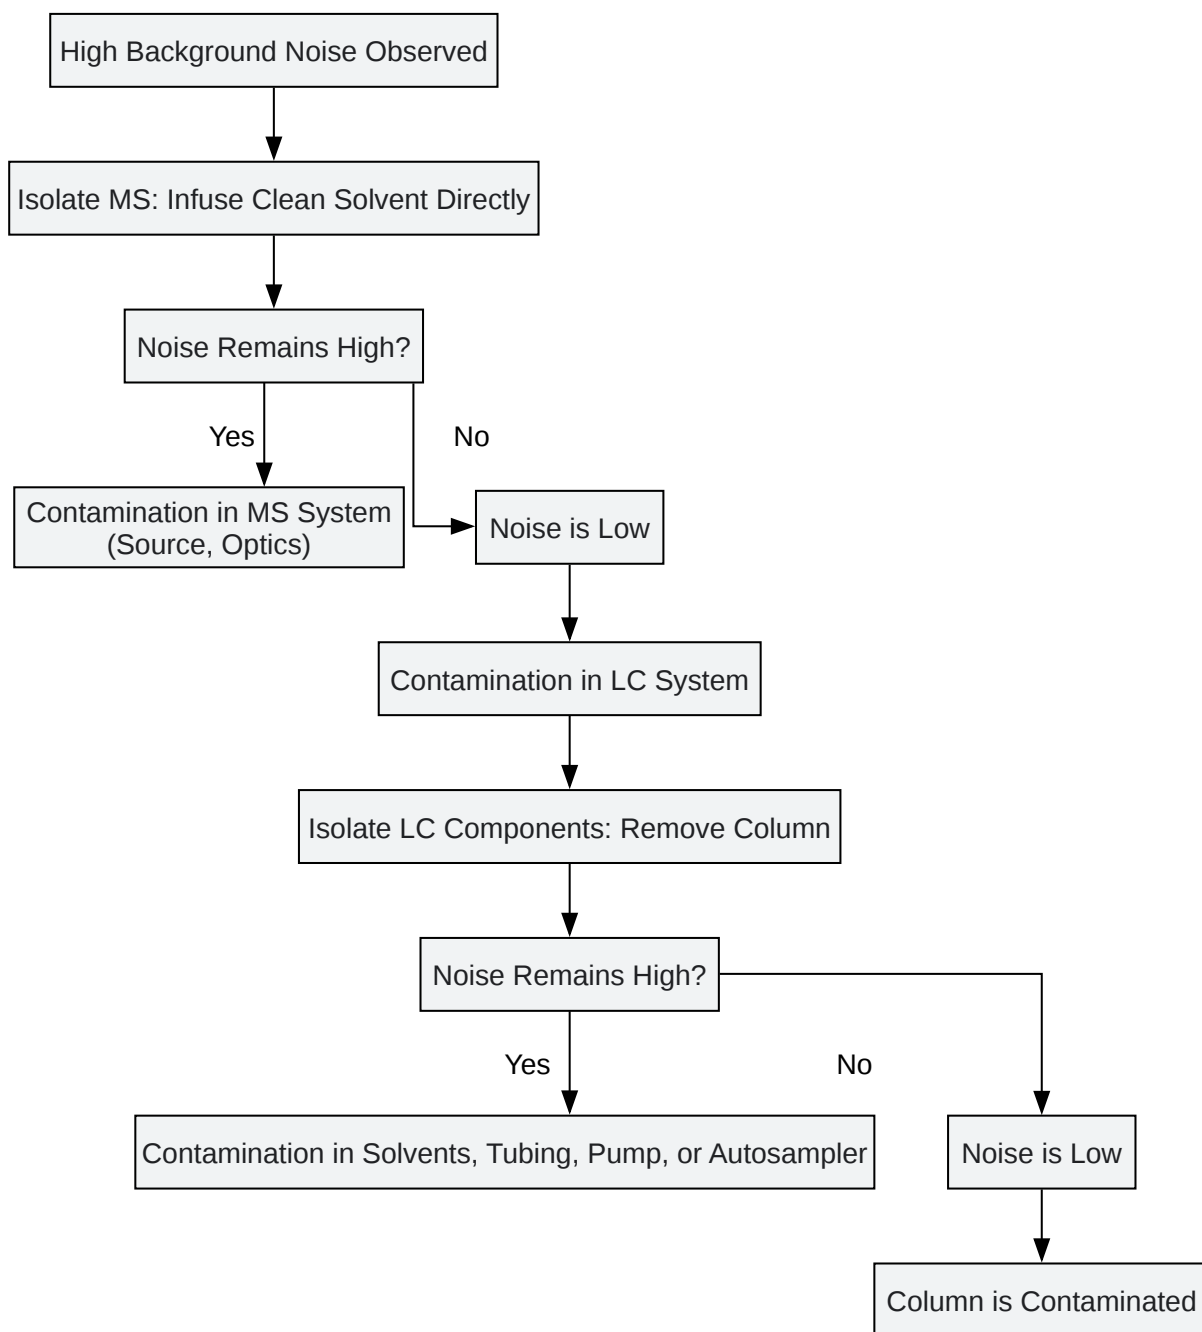 High Background Noise Observed
Isolate MS: Infuse Clean Solvent Directly
Noise Remains High?
Yes
No
Contamination in MS System
(Source, Optics)
Noise is Low
Contamination in LC System
Isolate LC Components: Remove Column
Noise Remains High?
Yes
No
Contamination in Solvents, Tubing, Pump, or Autosampler
Noise is Low
Column is Contaminated